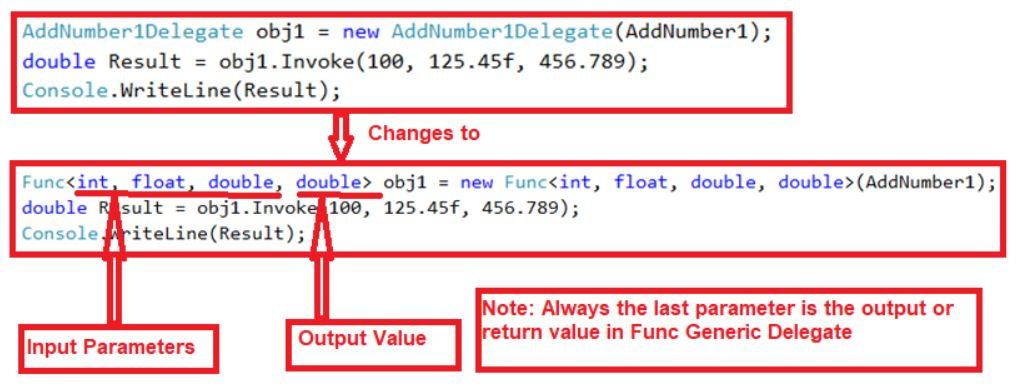 AddNumber1Delegate obj1 = new AddNumber1Delegate(AddNumber1);
double Result = obj1.Invoke(100, 125.45f, 456.789);
Console.WriteLine(Result);
Changes to
Func<int, float, double, double> obj1 = new Func<int, float, double, double>(AddNumber1);
double Result = obj1.Invoke(100, 125.45f, 456.789);
Console.WriteLine(Result);
Input Parameters
Output Value
Note: Always the last parameter is the output or
return value in Func Generic Delegate